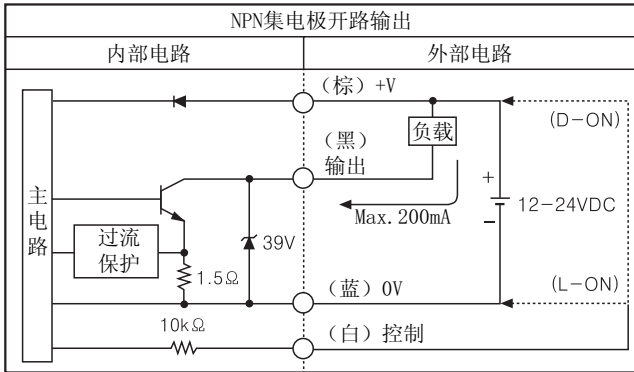 NPN集电极开路输出
内部电路
外部电路
（棕）+V
(D-ON)
负载
（黑）
输出
主电路
+
12-24VDC
-
Max.200mA
过流
保护
39V
1.5Ω
（蓝）0V
(L-ON)
10kΩ
（白）控制